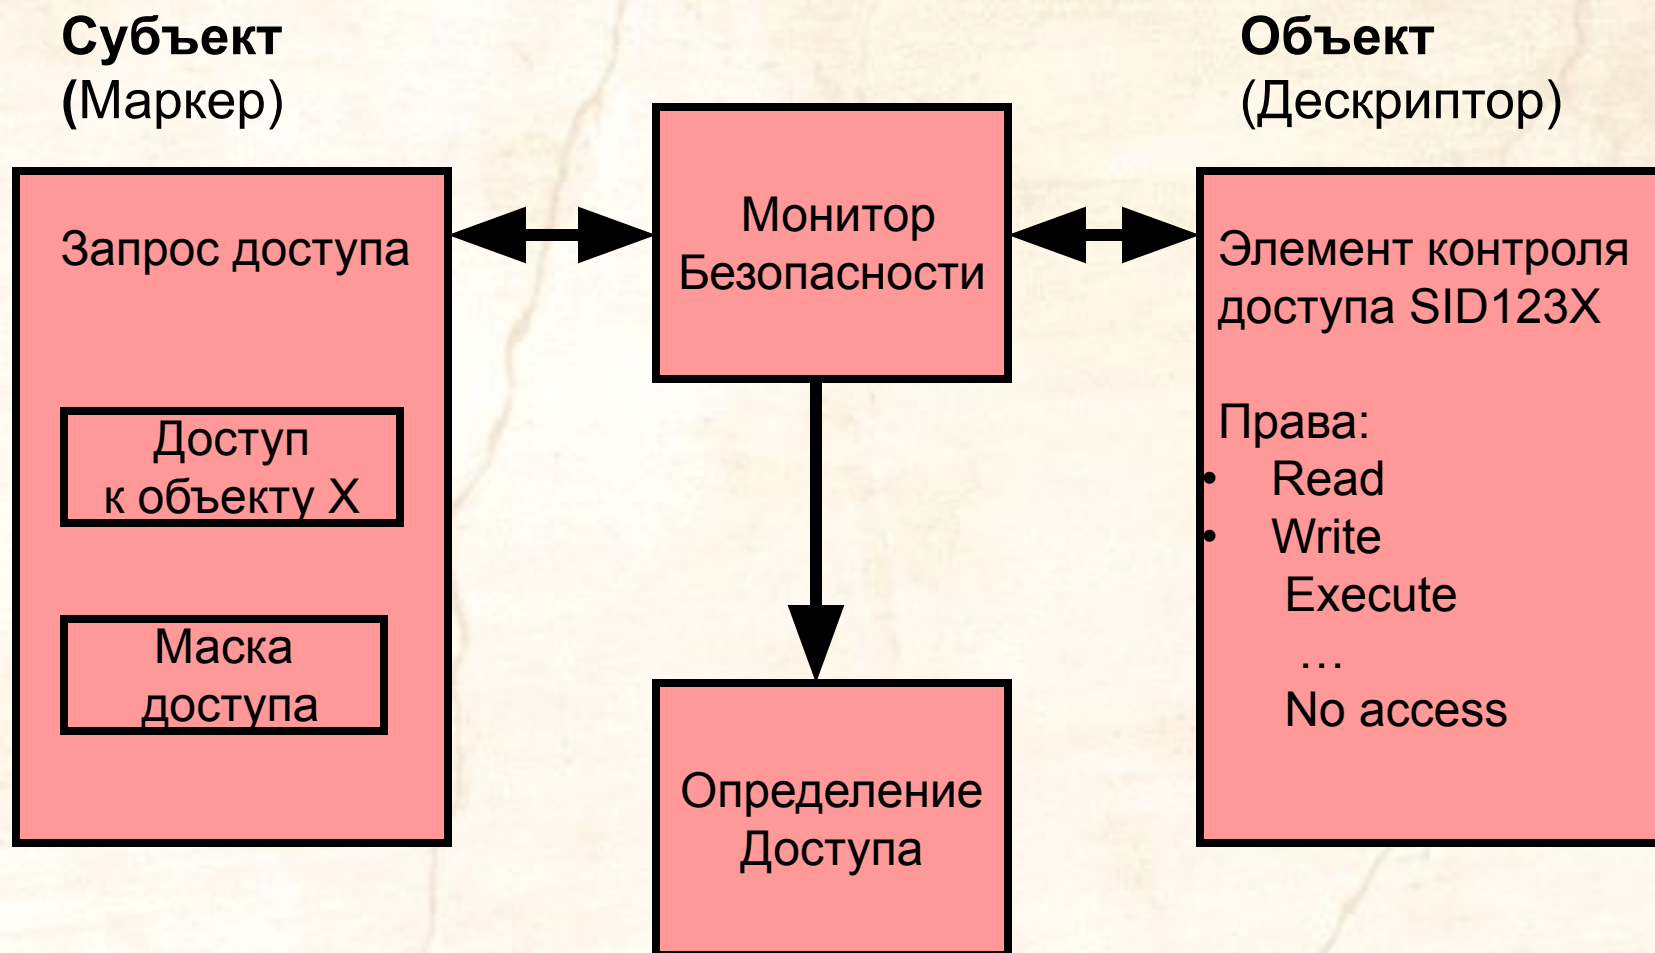 Субъект
(Маркер)
Запрос доступа
Доступ
к объекту X
Маска
доступа
Монитор
Безопасности
Определение
Доступа
Объект
(Дескриптор)
Элемент контроля
доступа SID123X
Права:
• Read
• Write
Execute
…
No access